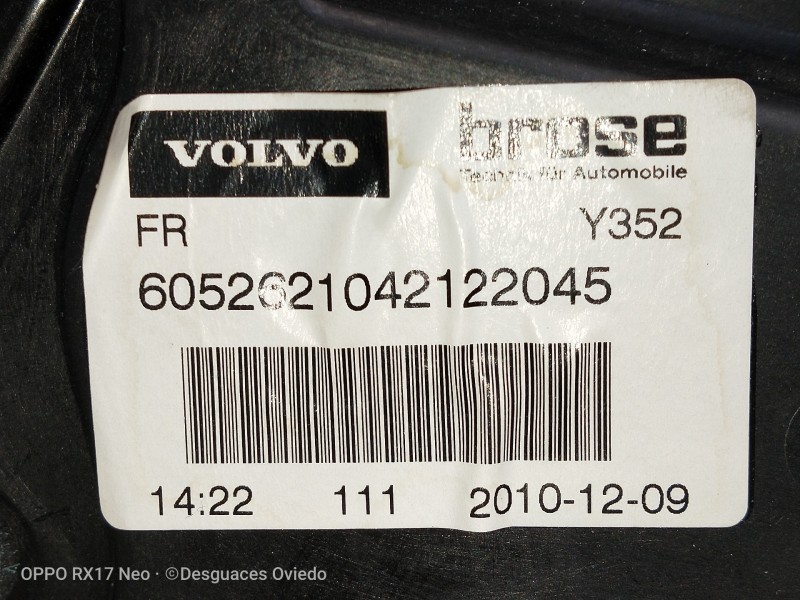 VOLVO
brose
Technik für Automobile
FR
Y352
6052621042122045
14:22 111 2010-12-09
OPPO RX17 Neo · ©Desguaces Oviedo